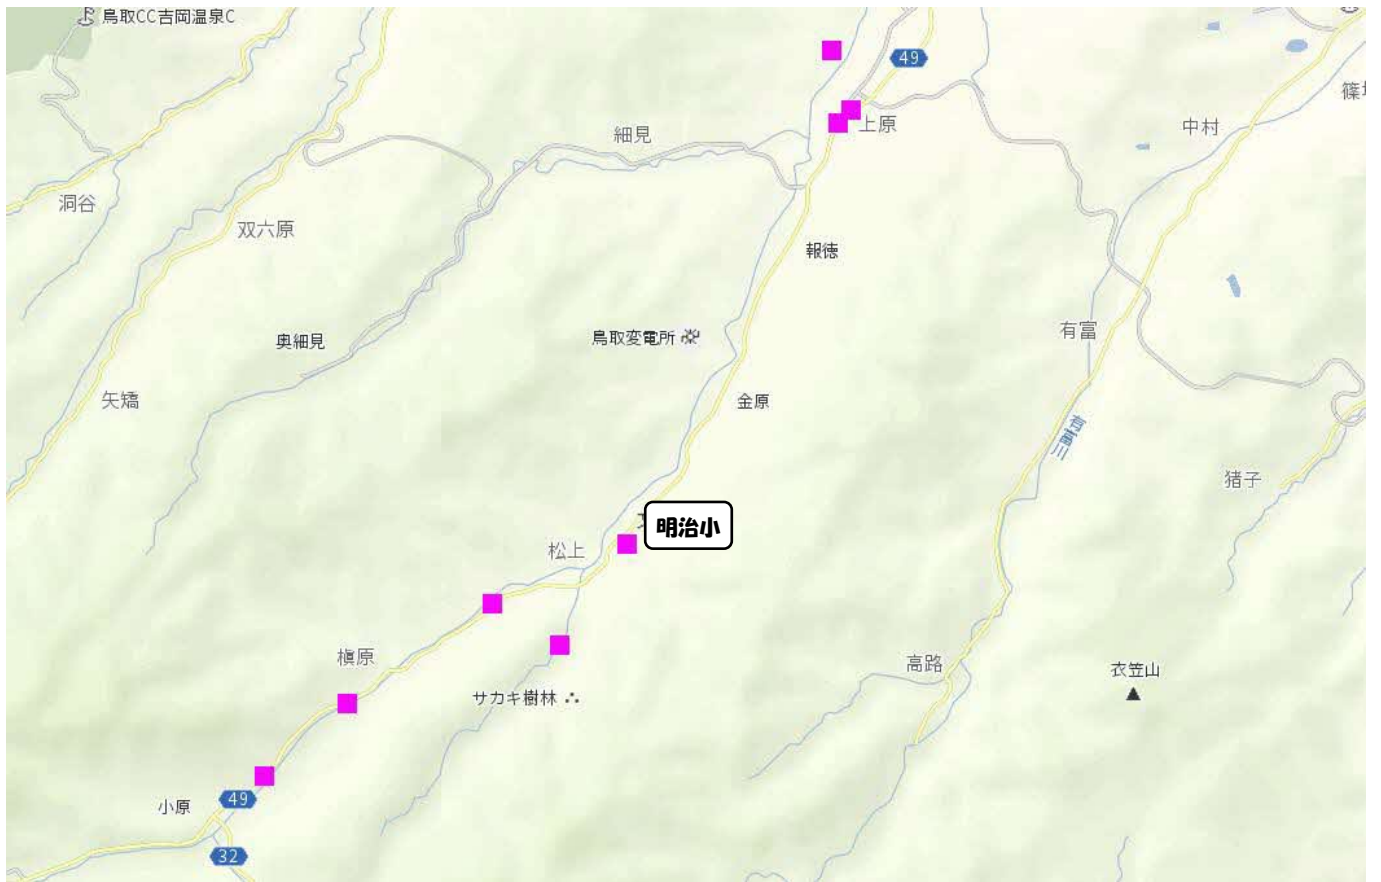 鳥取CC吉岡温泉C
49
篠
上原
中村
細見
洞谷
双六原
報徳
鳥取変電所
有富
奥細見
矢矯
金原
有富川
猪子
明治小
松上
槇原
高路
衣笠山
サカキ樹林
小原
49
32